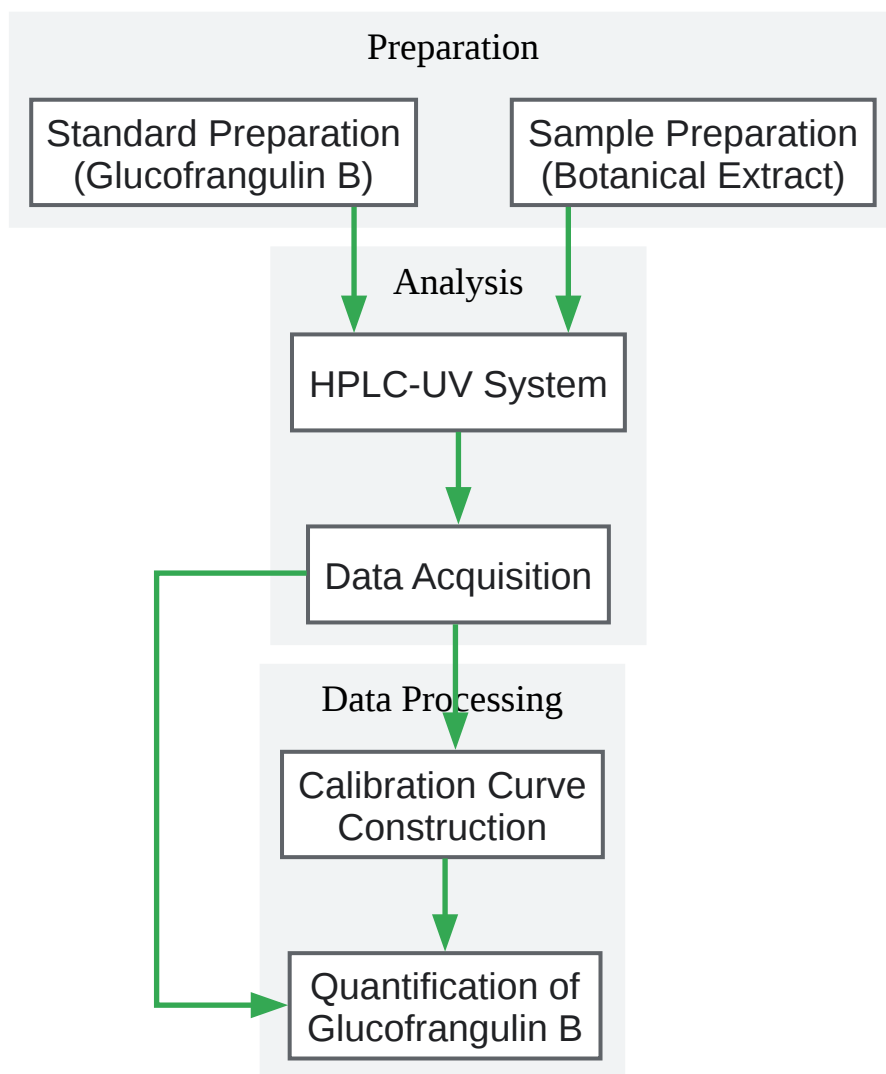 Preparation
Standard Preparation
(Glucofrangulin B)
Sample Preparation
(Botanical Extract)
Analysis
HPLC-UV System
Data Acquisition
Data Processing
Calibration Curve
Construction
Quantification of
Glucofrangulin B